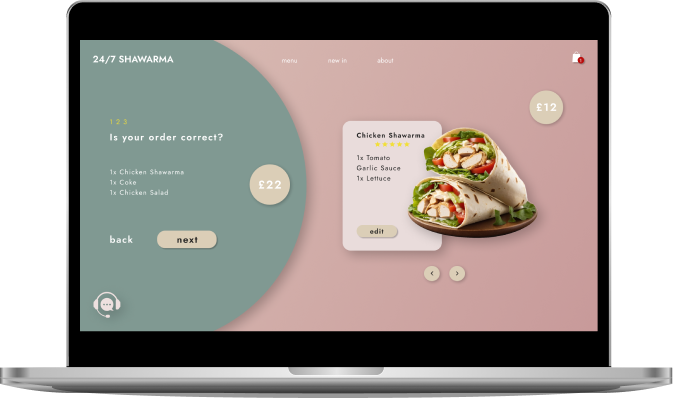 24/7 SHAWARMA
menu
new in
about
1
£12
1 2 3
Is your order correct?
1x Chicken Shawarma
1x Coke
1x Chicken Salad
£22
back
next
Chicken Shawarma
1x Tomato
Garlic Sauce
1x Lettuce
edit